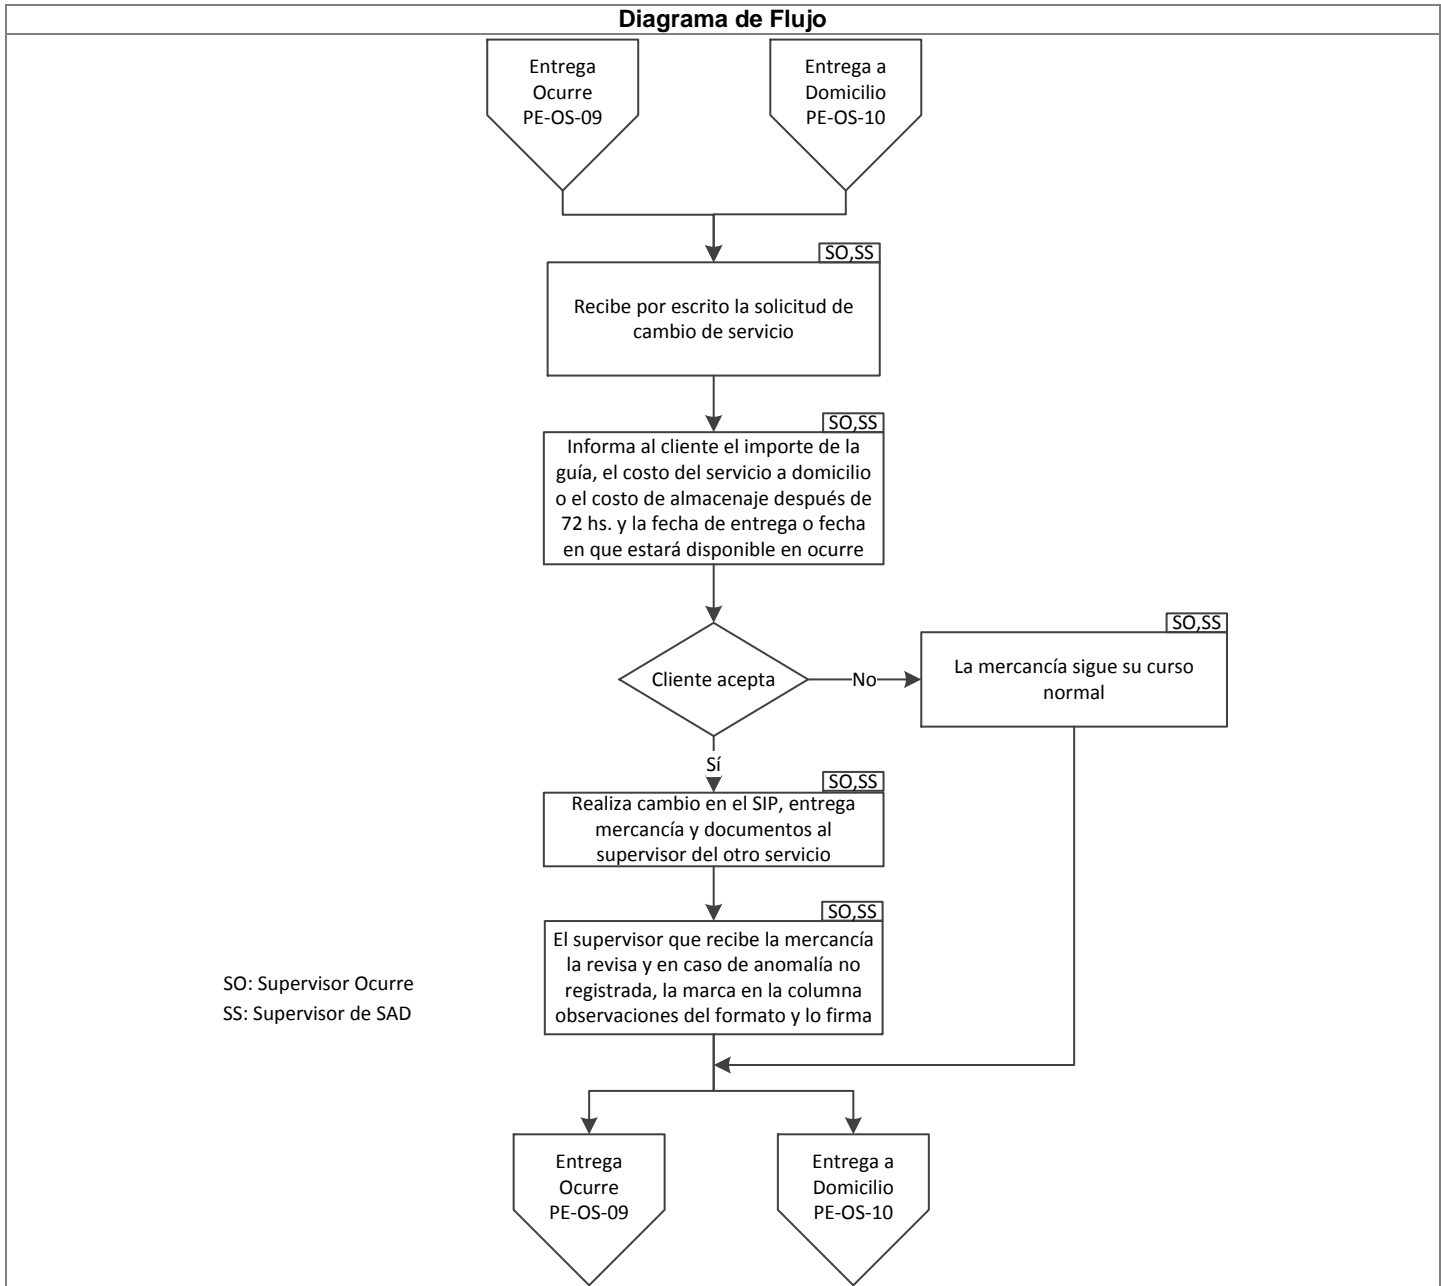 Diagrama de Flujo
Entrega
Ocurre
PE-OS-09
Entrega a
Domicilio
PE-OS-10
SO,SS
Recibe por escrito la solicitud de
cambio de servicio
SO,SS
Informa al cliente el importe de la
guía, el costo del servicio a domicilio
o el costo de almacenaje después de
72 hs. y la fecha de entrega o fecha
en que estará disponible en ocurre
Cliente acepta
No
SO,SS
La mercancía sigue su curso
normal
Sí
SO,SS
Realiza cambio en el SIP, entrega
mercancía y documentos al
supervisor del otro servicio
SO,SS
El supervisor que recibe la mercancía
la revisa y en caso de anomalía no
registrada, la marca en la columna
observaciones del formato y lo firma
SO: Supervisor Ocurre
SS: Supervisor de SAD
Entrega
Ocurre
PE-OS-09
Entrega a
Domicilio
PE-OS-10